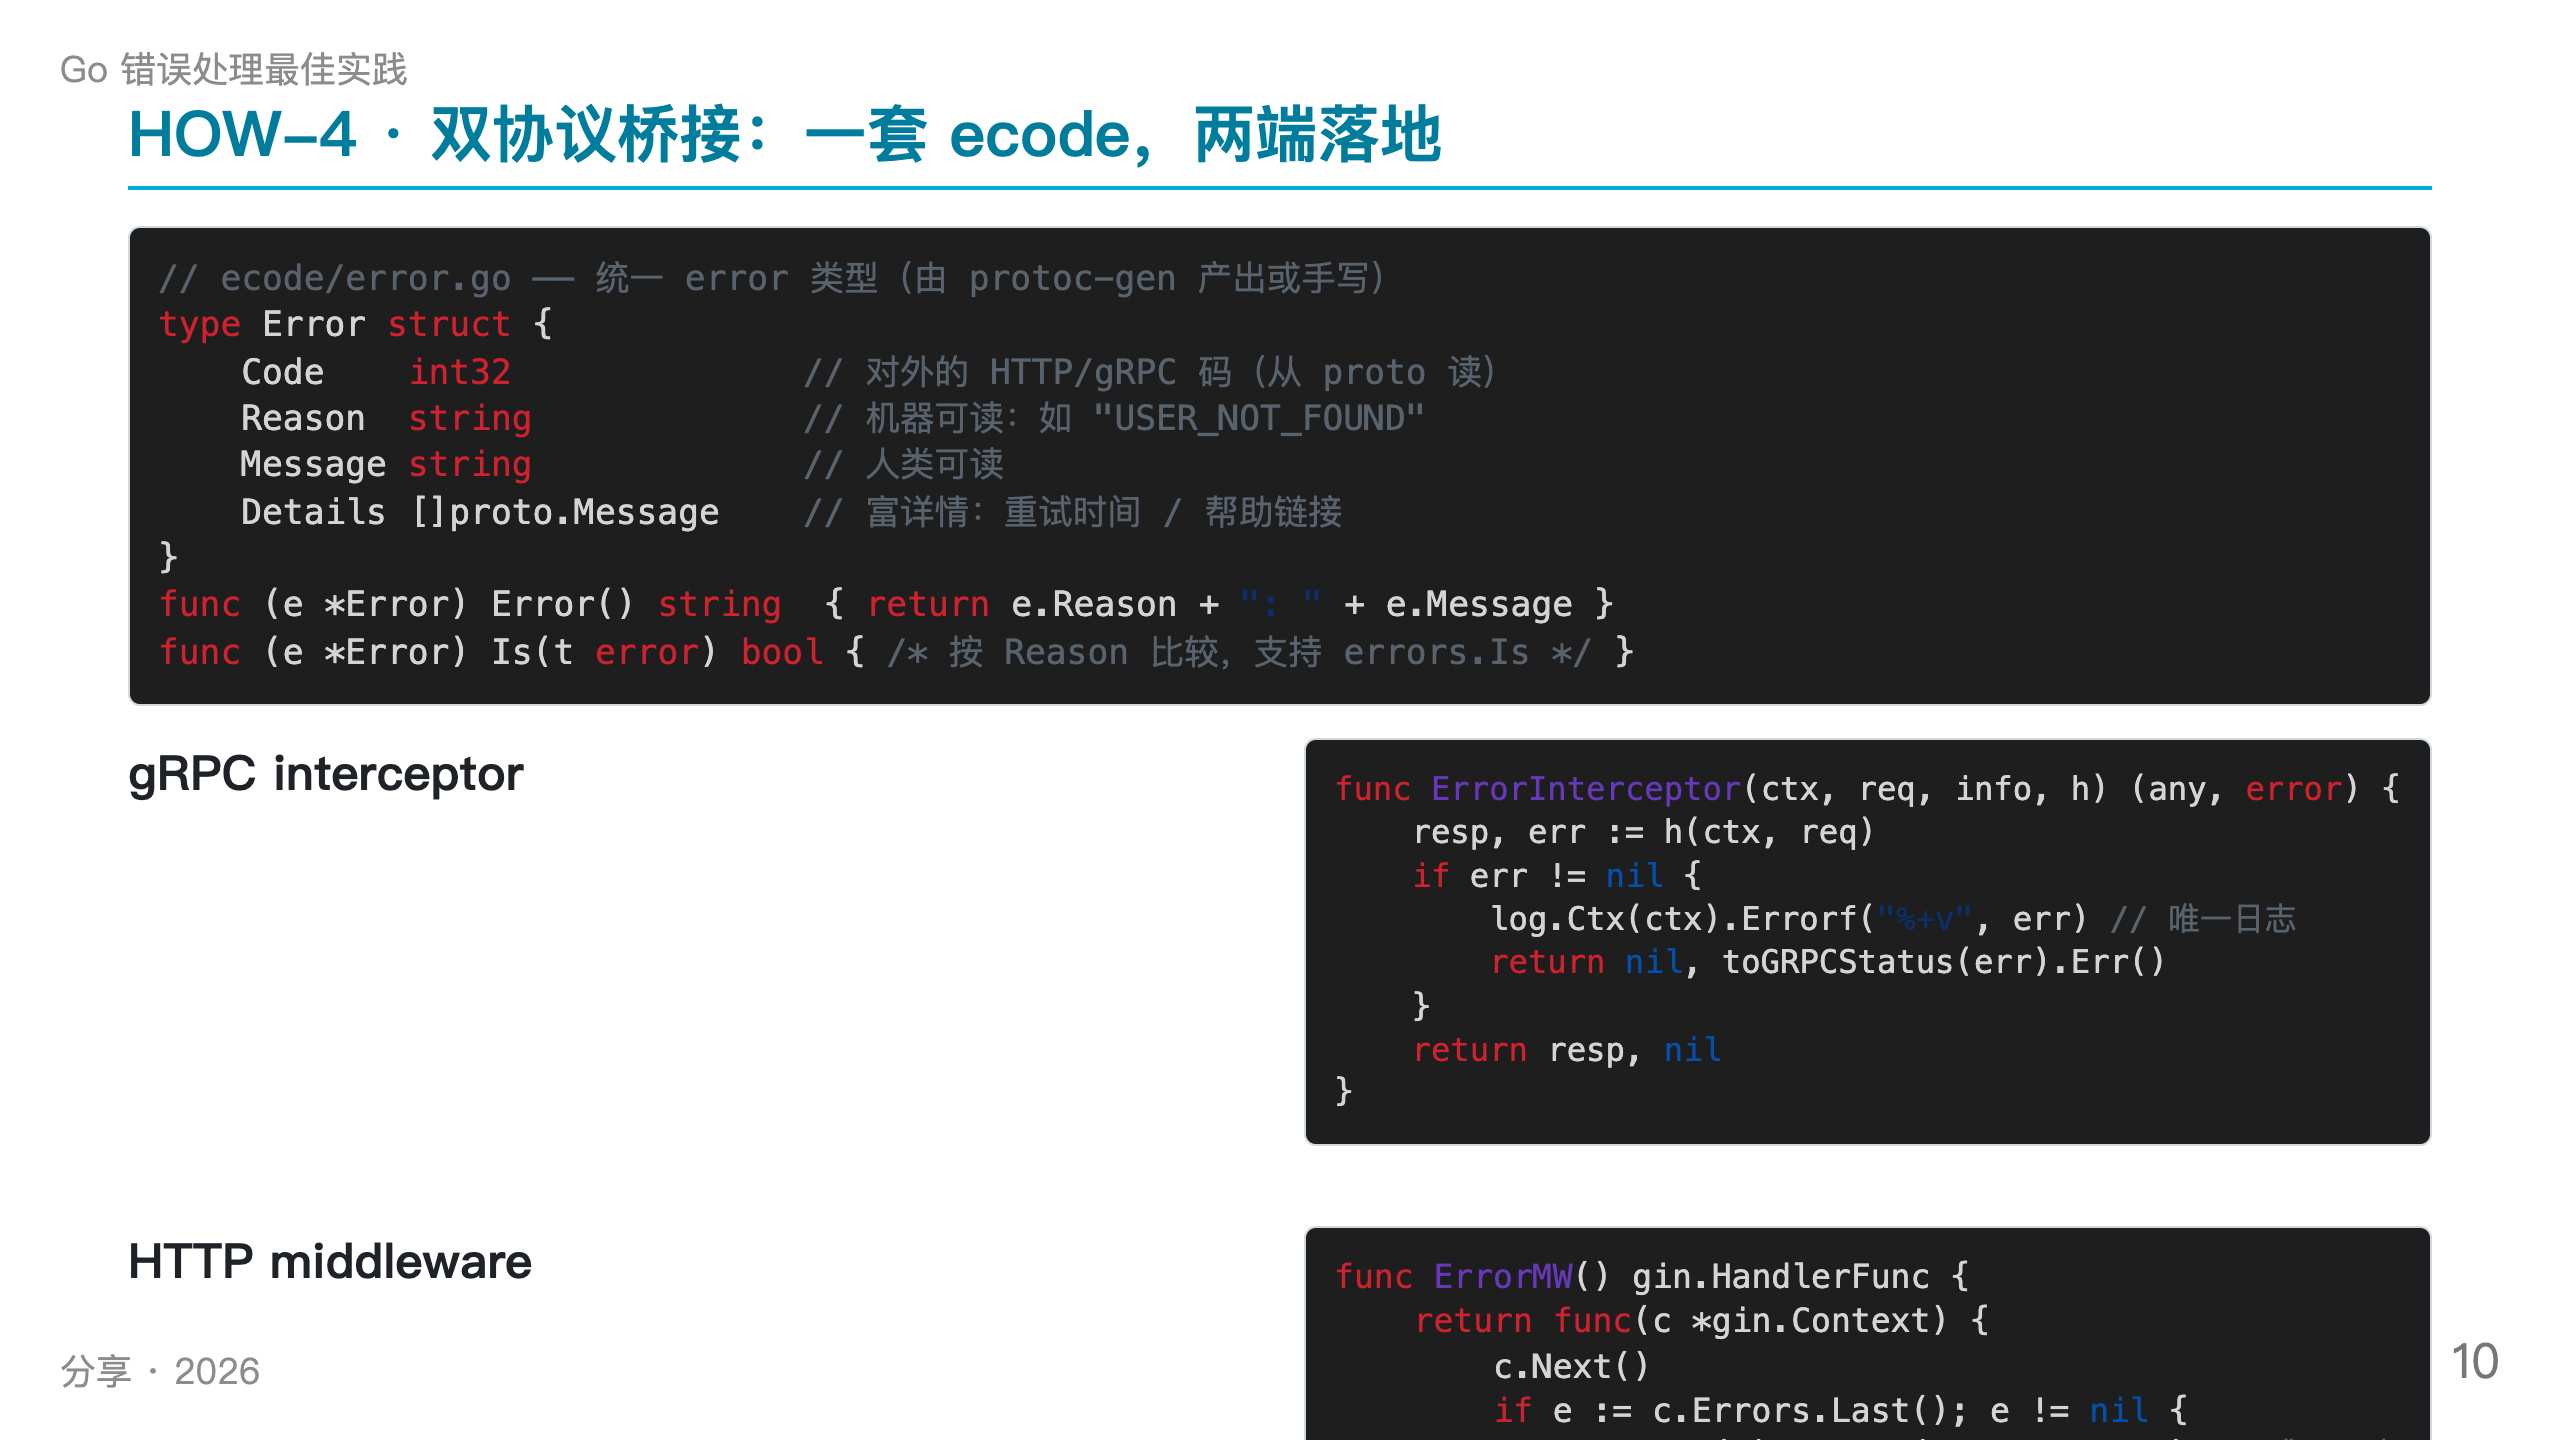 Go 错误处理最佳实践
HOW-4 · 双协议桥接：一套 ecode，两端落地
// ecode/error.go —— 统一 error 类型（由 protoc-gen 产出或手写）
type Error struct {
    Code    int32              // 对外的 HTTP/gRPC 码（从 proto 读）
    Reason  string             // 机器可读：如 "USER_NOT_FOUND"
    Message string             // 人类可读
    Details []proto.Message    // 富详情：重试时间 / 帮助链接
}
func (e *Error) Error() string  { return e.Reason + ": " + e.Message }
func (e *Error) Is(t error) bool { /* 按 Reason 比较，支持 errors.Is */ }
gRPC interceptor
func ErrorInterceptor(ctx, req, info, h) (any, error) {
    resp, err := h(ctx, req)
    if err != nil {
        log.Ctx(ctx).Errorf("%+v", err) // 唯一日志
        return nil, toGRPCStatus(err).Err()
    }
    return resp, nil
}
HTTP middleware
func ErrorMW() gin.HandlerFunc {
    return func(c *gin.Context) {
        c.Next()
        if e := c.Errors.Last(); e != nil {
分享 · 2026
10